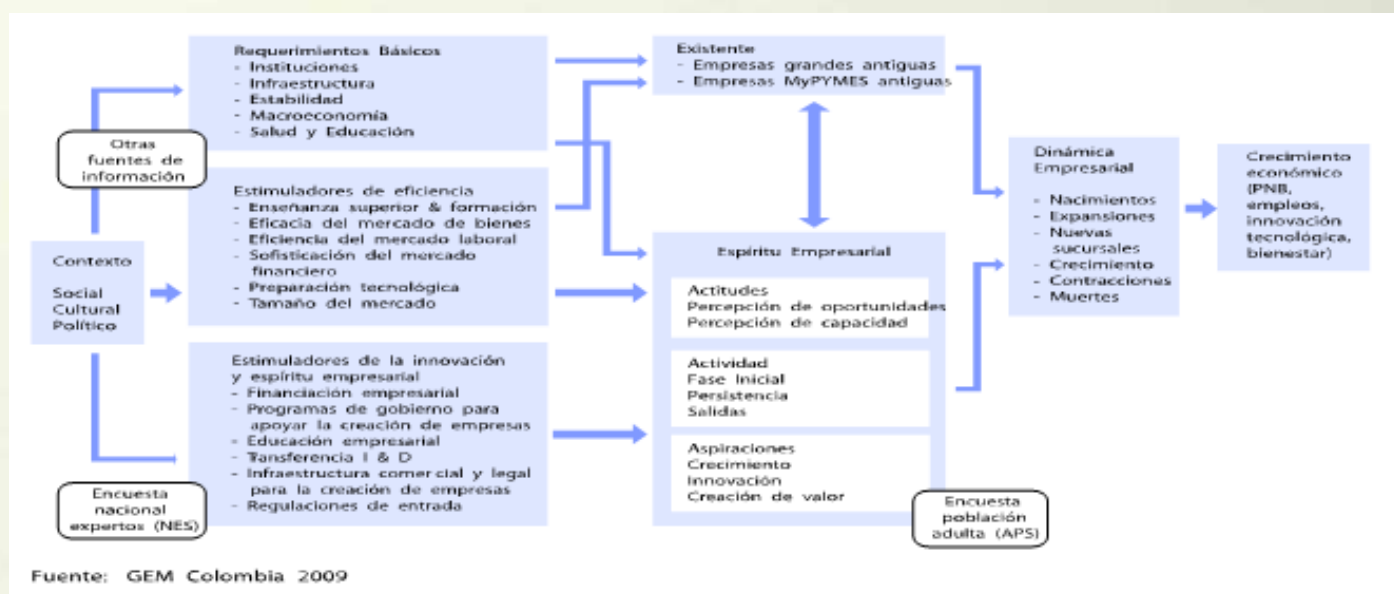 Requerimientos Básicos
- Instituciones
- Infraestructura
- Estabilidad
- Macroeconomía
- Salud y Educación
Otras
fuentes de
información
Estimuladores de eficiencia
- Enseñanza superior & formación
- Eficacia del mercado de bienes
- Eficiencia del mercado laboral
- Sofisticación del mercado
financiero
- Preparación tecnológica
- Tamaño del mercado
Contexto
Social
Cultural
Político
Estimuladores de la innovación
y espíritu empresarial
- Financiación empresarial
- Programas de gobierno para
apoyar la creación de empresas
- Educación empresarial
- Transferencia I & D
- Infraestructura comercial y legal
para la creación de empresas
- Regulaciones de entrada
Encuesta
nacional
expertos (NES)
Existente
- Empresas grandes antiguas
- Empresas MyPYMES antiguas
Espíritu Empresarial
Actitudes
Percepción de oportunidades
Percepción de capacidad
Actividad
Fase Inicial
Persistencia
Salidas
Aspiraciones
Crecimiento
Innovación
Creación de valor
Encuesta
población
adulta (APS)
Dinámica
Empresarial
- Nacimientos
- Expansiones
- Nuevas
sucursales
- Crecimiento
- Contracciones
- Muertes
Crecimiento
económico
(PNB,
empleos,
innovación
tecnológica,
bienestar)
Fuente: GEM Colombia 2009